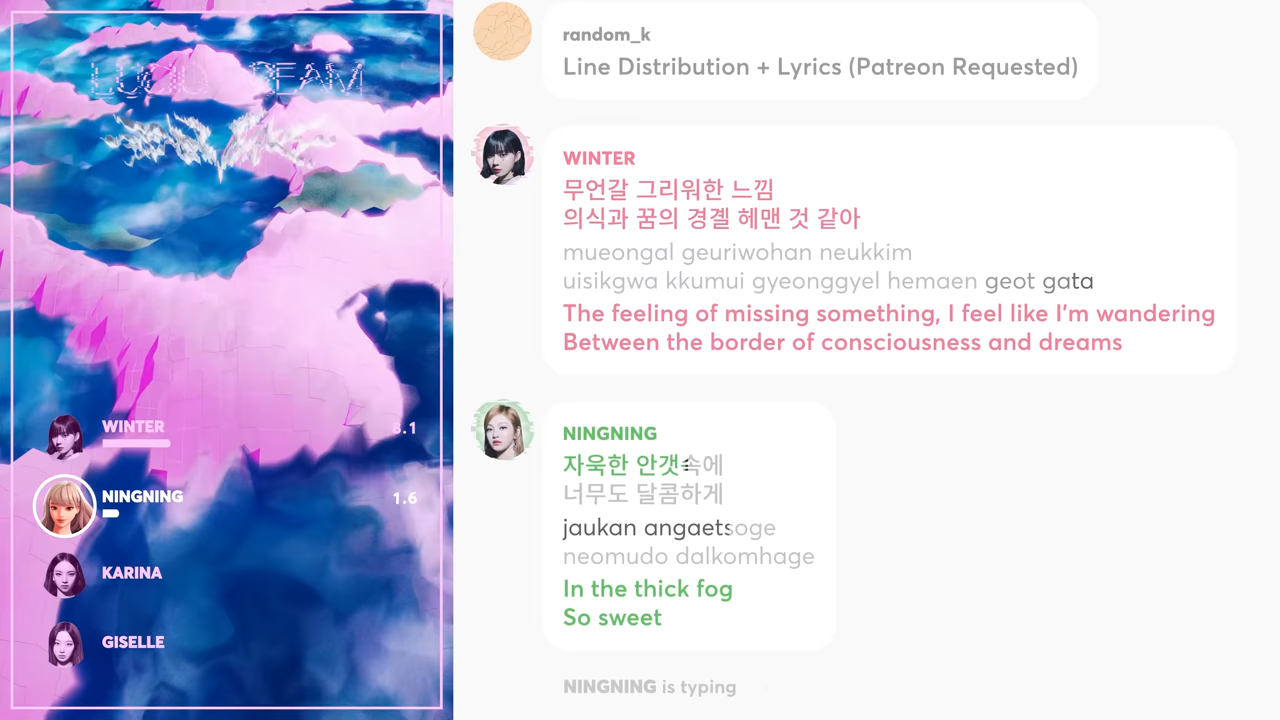 LUCID DREAM
WINTER
8.1
NINGNING
1.6
KARINA
GISELLE
random_k
Line Distribution + Lyrics (Patreon Requested)
WINTER
무언갈 그리워한 느낌
의식과 꿈의 경곌 헤맨 것 같아
mueongal geuriwohan neukkim
uisikgwa kkumui gyeonggyel hemaen geot gata
The feeling of missing something, I feel like I'm wandering
Between the border of consciousness and dreams
NINGNING
자욱한 안갯속에
너무도 달콤하게
jaukan angaetsoge
neomudo dalkomhage
In the thick fog
So sweet
NINGNING is typing